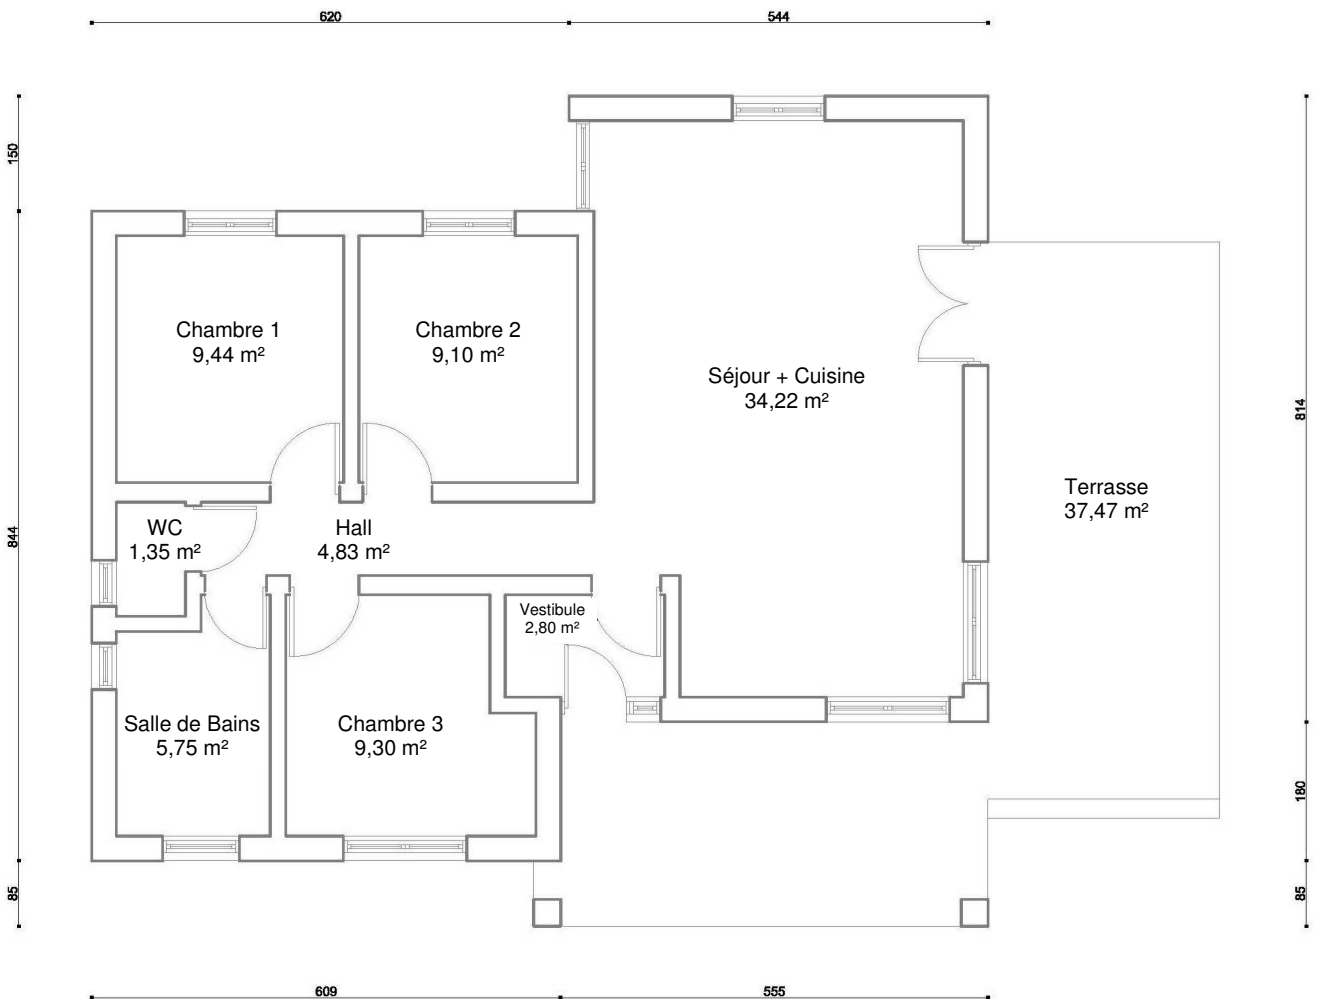 620
544
150
Chambre 1
9,44 m²
Chambre 2
9,10 m²
Séjour + Cuisine
34,22 m²
814
Terrasse
37,47 m²
844
WC
1,35 m²
Hall
4,83 m²
Vestibule
2,80 m²
Salle de Bains
5,75 m²
Chambre 3
9,30 m²
180
85
85
609
555